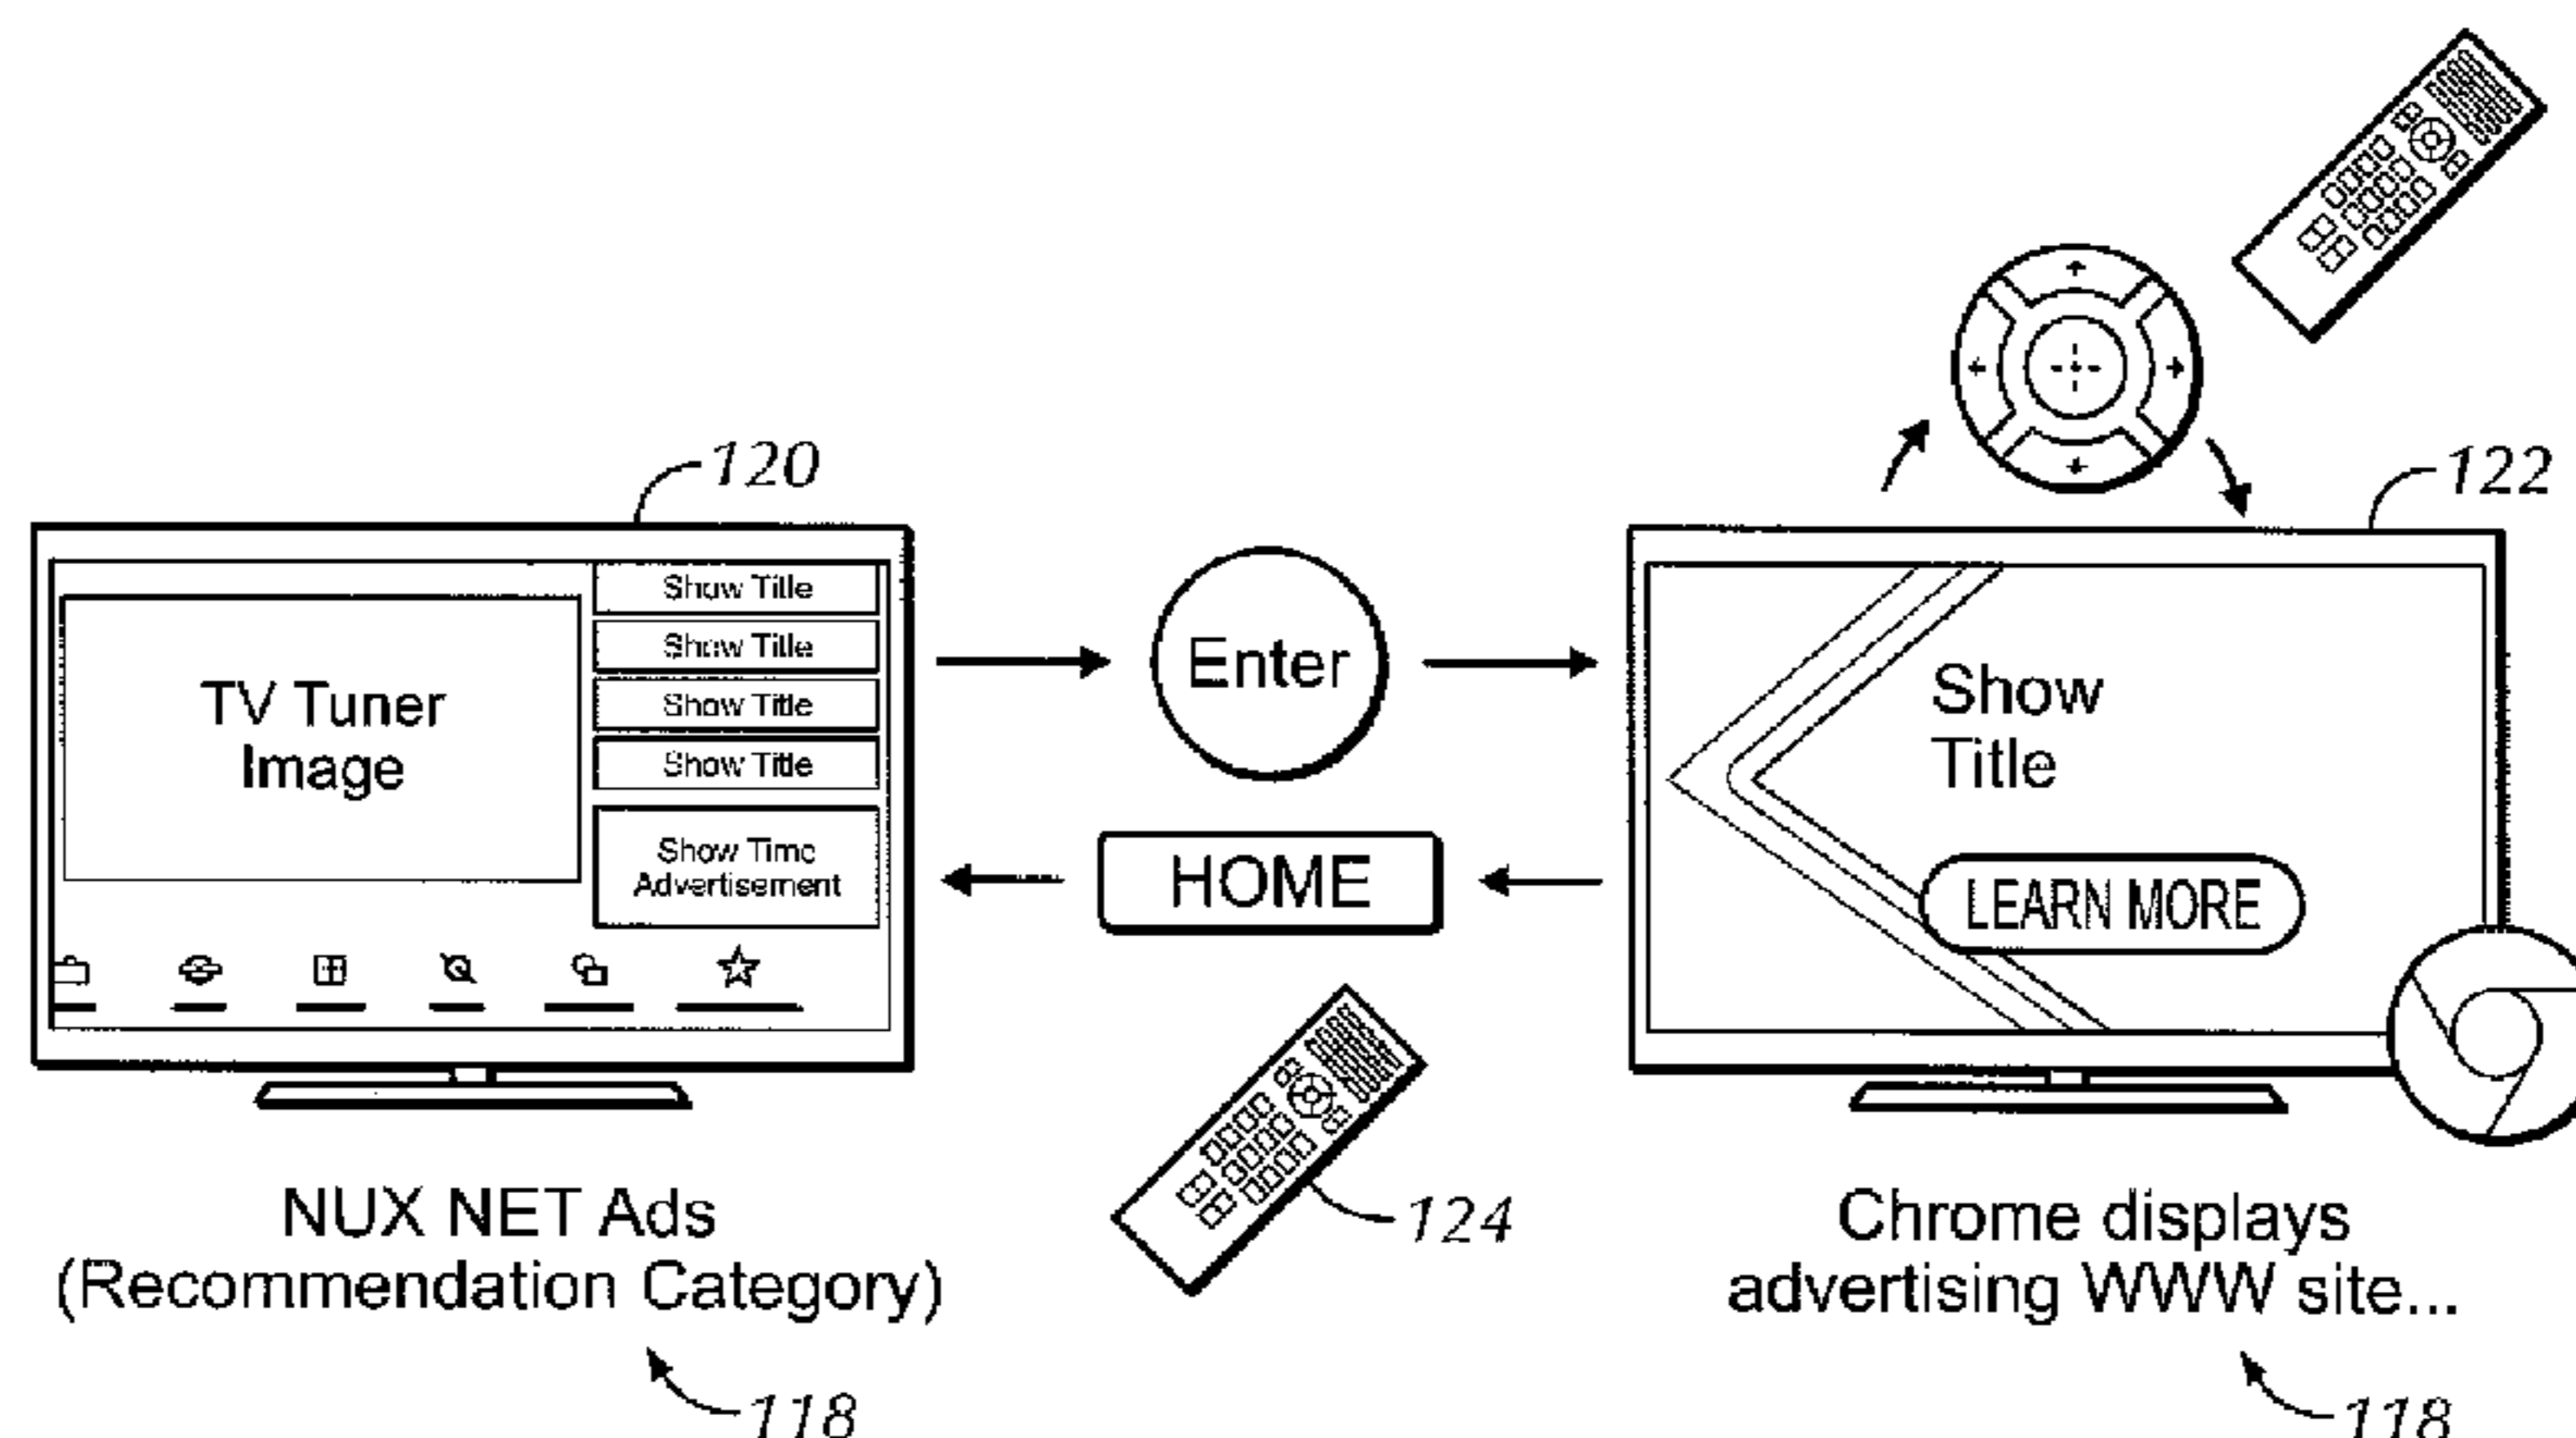 120
122
Show Title
Show Title
Show Title
Show Title
TV Tuner
Image
Show Time
Advertisement
Enter
HOME
Show
Title
LEARN MORE
124
NUX NET Ads
(Recommendation Category)
118
Chrome displays
advertising WWW site...
118